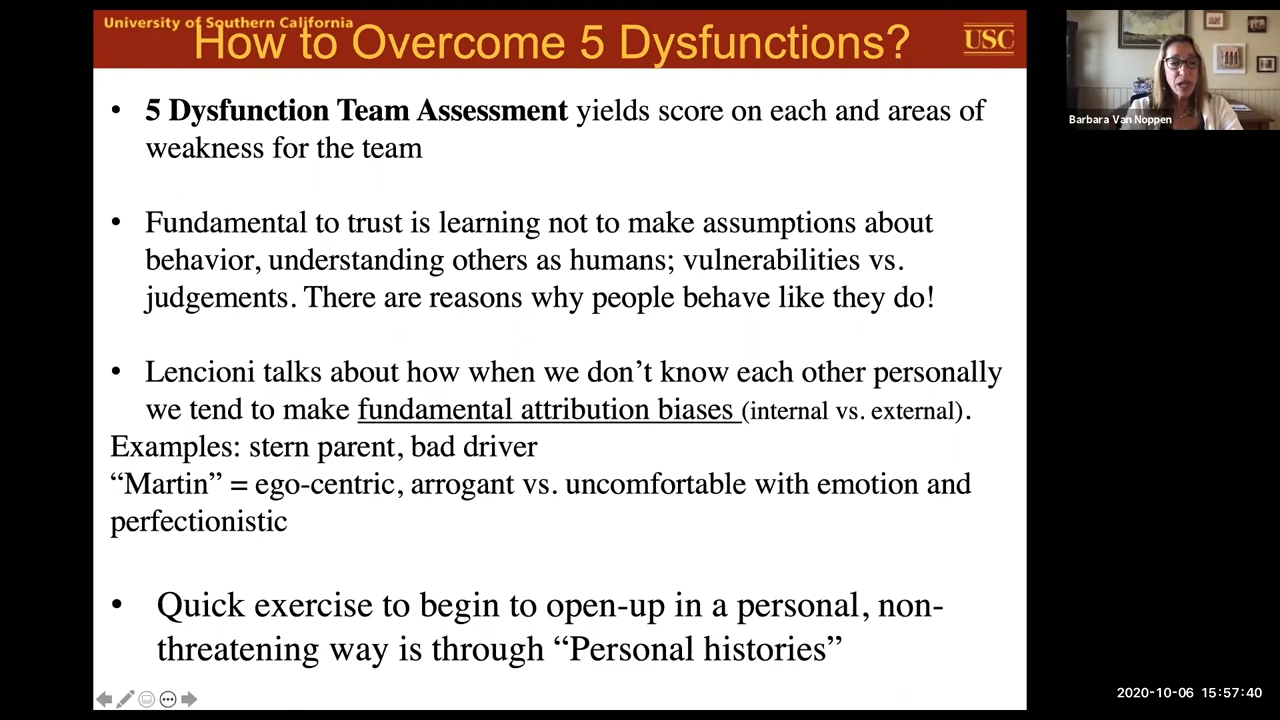 University of Southern California
How to Overcome 5 Dysfunctions?
USC
• 5 Dysfunction Team Assessment yields score on each and areas of
weakness for the team
• Fundamental to trust is learning not to make assumptions about
behavior, understanding others as humans; vulnerabilities vs.
judgements. There are reasons why people behave like they do!
• Lencioni talks about how when we don’t know each other personally
we tend to make fundamental attribution biases (internal vs. external).
Examples: stern parent, bad driver
“Martin” = ego-centric, arrogant vs. uncomfortable with emotion and
perfectionistic
• Quick exercise to begin to open-up in a personal, non-
threatening way is through “Personal histories”
Barbara Van Noppen
2020-10-06 15:57:40